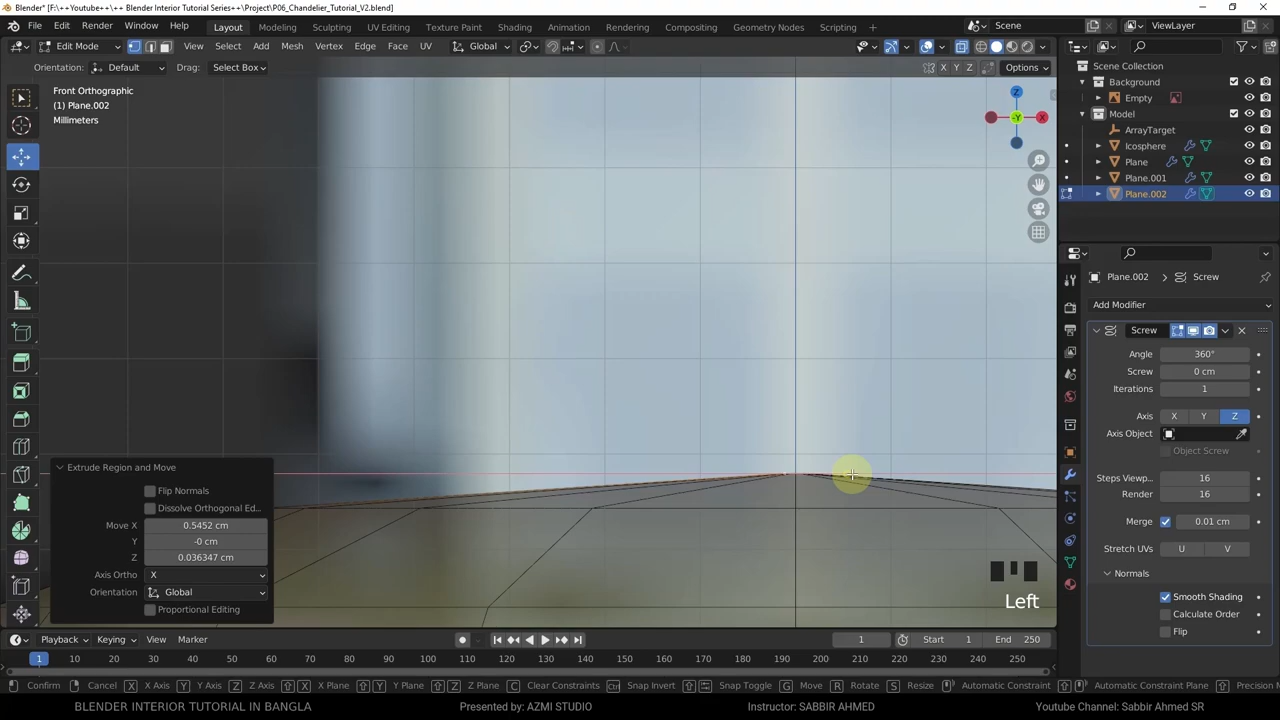 Blender* [F:\++Youtube++\++ Blender Interior Tutorial Series++\Project\P06_Chandelier_Tutorial_V2.blend]
File Edit Render Window Help Layout Modeling Sculpting UV Editing Texture Paint Shading Animation Rendering Compositing Geometry Nodes Scripting + Scene ViewLayer
Edit Mode View Select Add Mesh Vertex Edge Face UV Global
Orientation: Default Drag: Select Box X Y Z Options
Front Orthographic
(1) Plane.002
Millimeters
Z
-Y
X
Scene Collection
Background
Empty
Model
ArrayTarget
Icosphere
Plane
Plane.001
Plane.002
Plane.002 > Screw
Add Modifier
Screw
Angle 360°
Screw 0 cm
Iterations 1
Axis X Y Z
Axis Object
Object Screw
Steps Viewp... 16
Render 16
Merge 0.01 cm
Stretch UVs U V
Normals
Smooth Shading
Calculate Order
Flip
Extrude Region and Move
Flip Normals
Dissolve Orthogonal Ed...
Move X 0.5452 cm
Y -0 cm
Z 0.036347 cm
Axis Ortho X
Orientation Global
Proportional Editing
Left
Playback Keying View Marker 1 Start 1 End 250
1 10 20 30 40 50 60 70 80 90 100 110 120 130 140 150 160 170 180 190 200 210 220 230 240 250
Confirm Cancel X X Axis Y Y Axis Z Z Axis X X Plane Y Y Plane Z Z Plane C Clear Constraints Ctrl Snap Invert Snap Toggle G Move R Rotate S Resize Automatic Constraint Automatic Constraint Plane Precision M
BLENDER INTERIOR TUTORIAL IN BANGLA Presented by: AZMI STUDIO Instructor: SABBIR AHMED Youtube Channel: Sabbir Ahmed SR